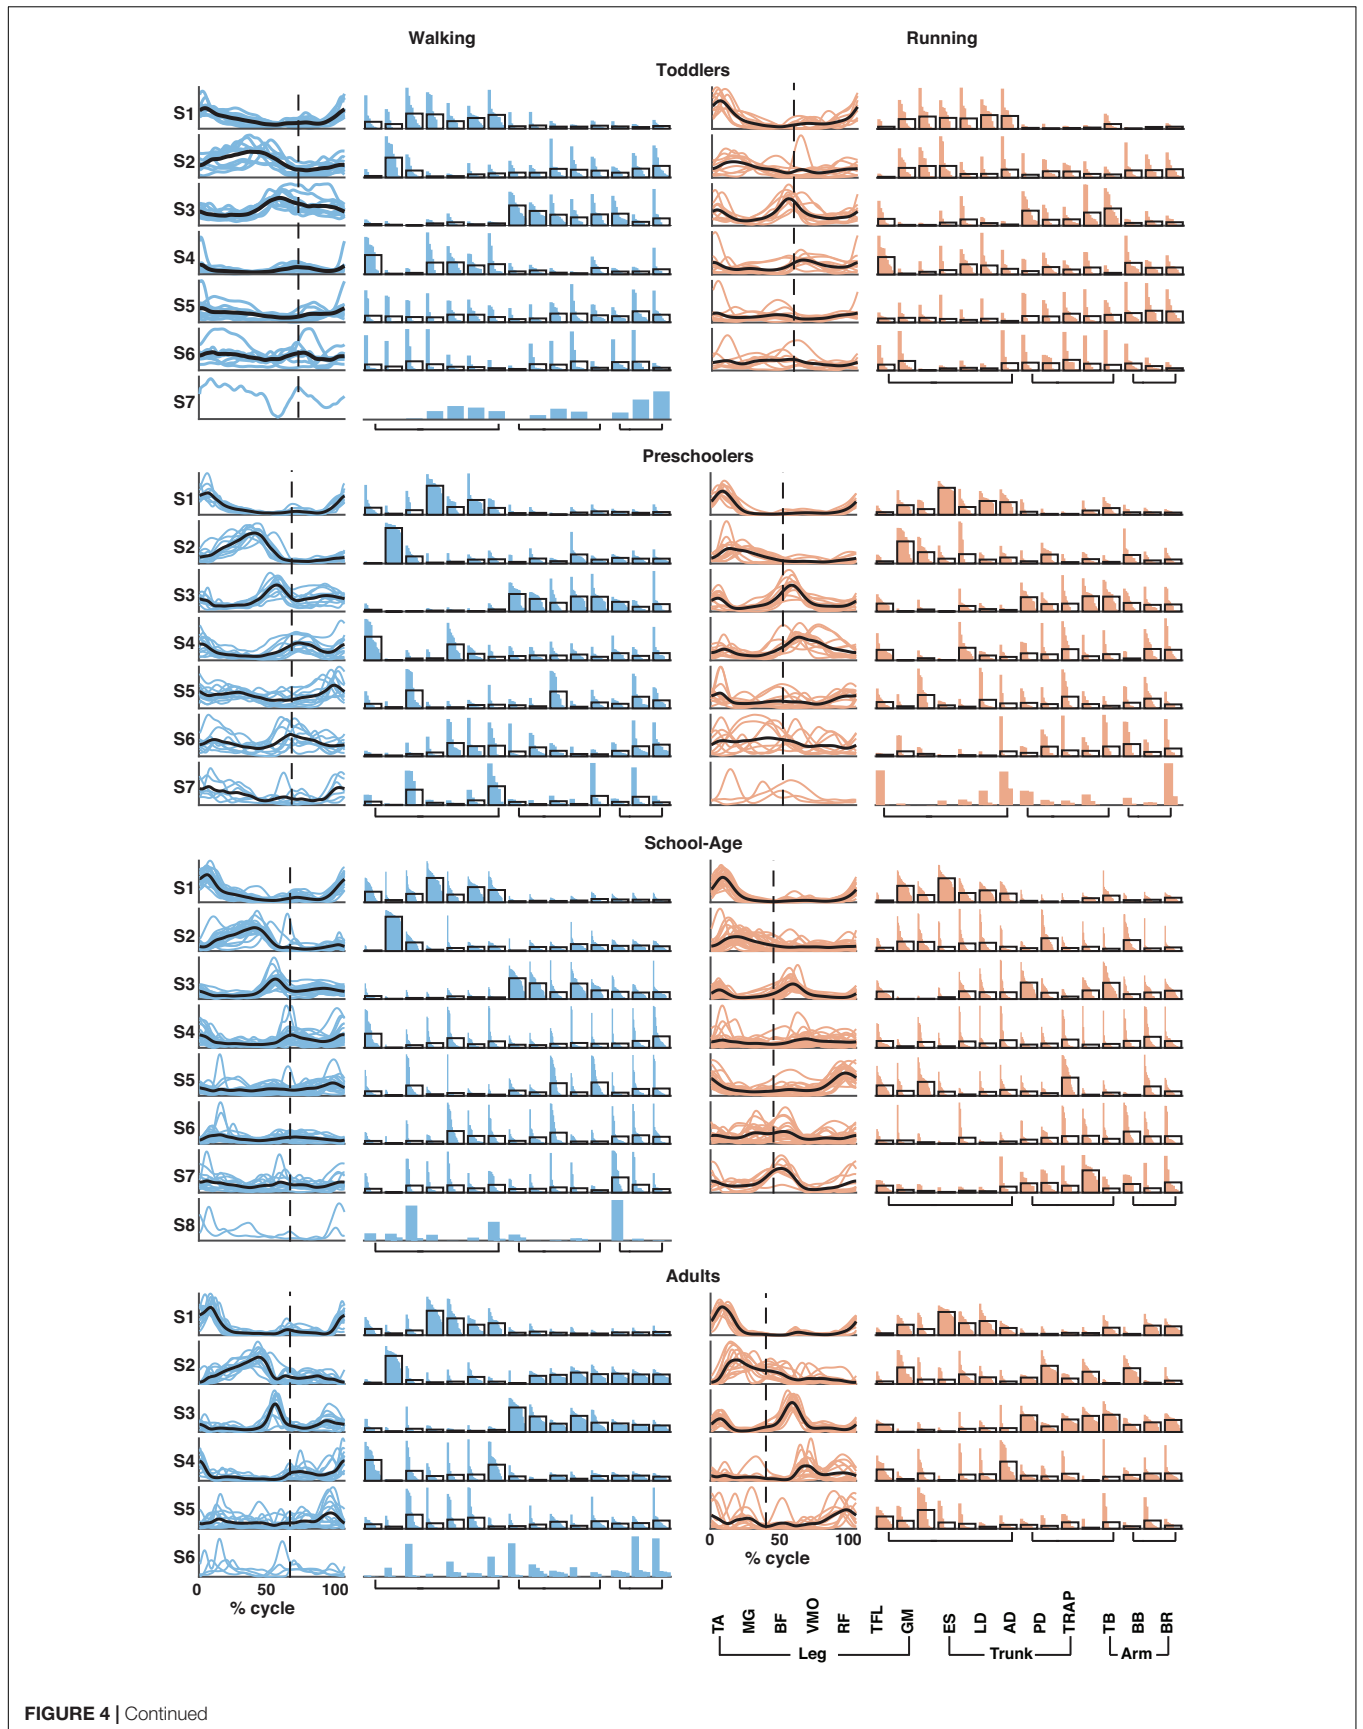 Walking Running
Toddlers
S1
S2
S3
S4
S5
S6
S7
Preschoolers
S1
S2
S3
S4
S5
S6
S7
School-Age
S1
S2
S3
S4
S5
S6
S7
S8
Adults
S1
S2
S3
S4
S5
S6
0 50 100
% cycle
0 50 100
% cycle
TA MG BF VMO RF TFL GM ES LD AD PD TRAP TB BB BR
Leg Trunk Arm
FIGURE 4 | Continued